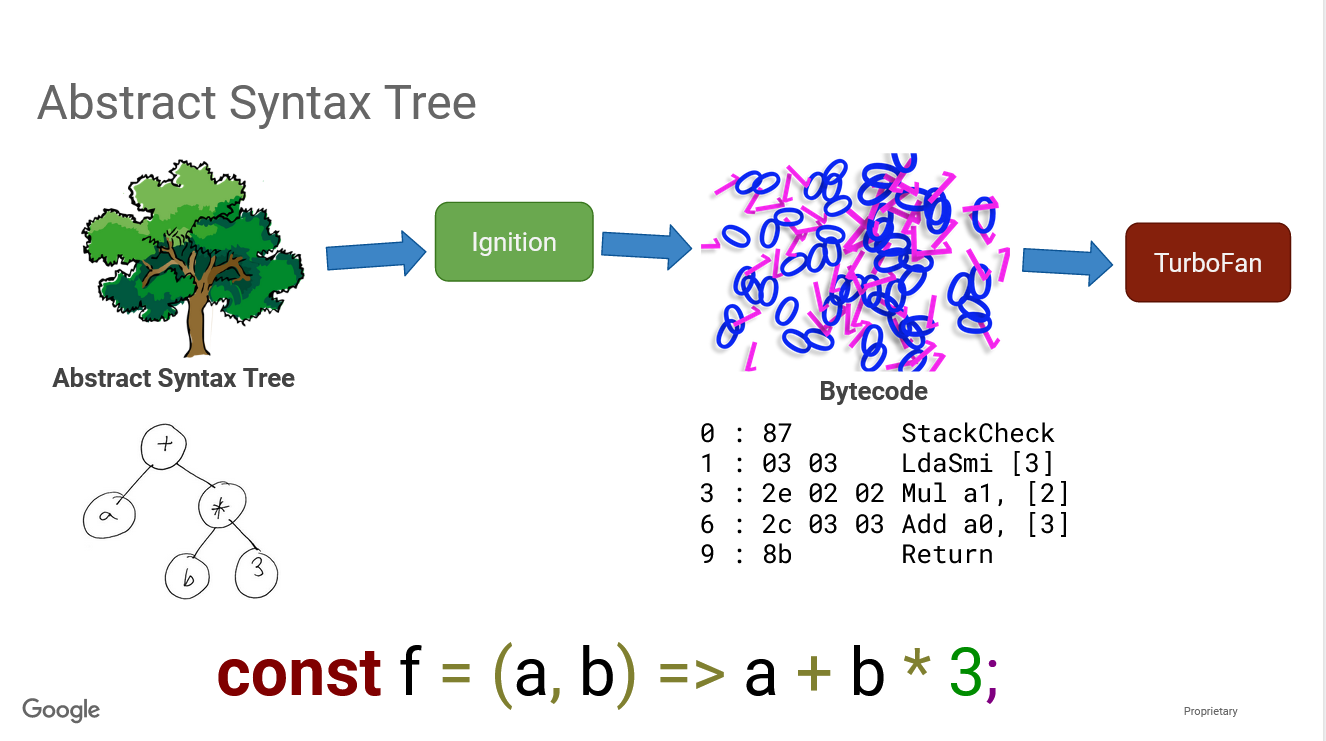 Abstract Syntax Tree
Ignition
TurboFan
Abstract Syntax Tree
Bytecode
+
a
*
b
3
0 : 87 StackCheck
1 : 03 03 LdaSmi [3]
3 : 2e 02 02 Mul a1, [2]
6 : 2c 03 03 Add a0, [3]
9 : 8b Return
const f = (a, b) => a + b * 3;
Google
Proprietary